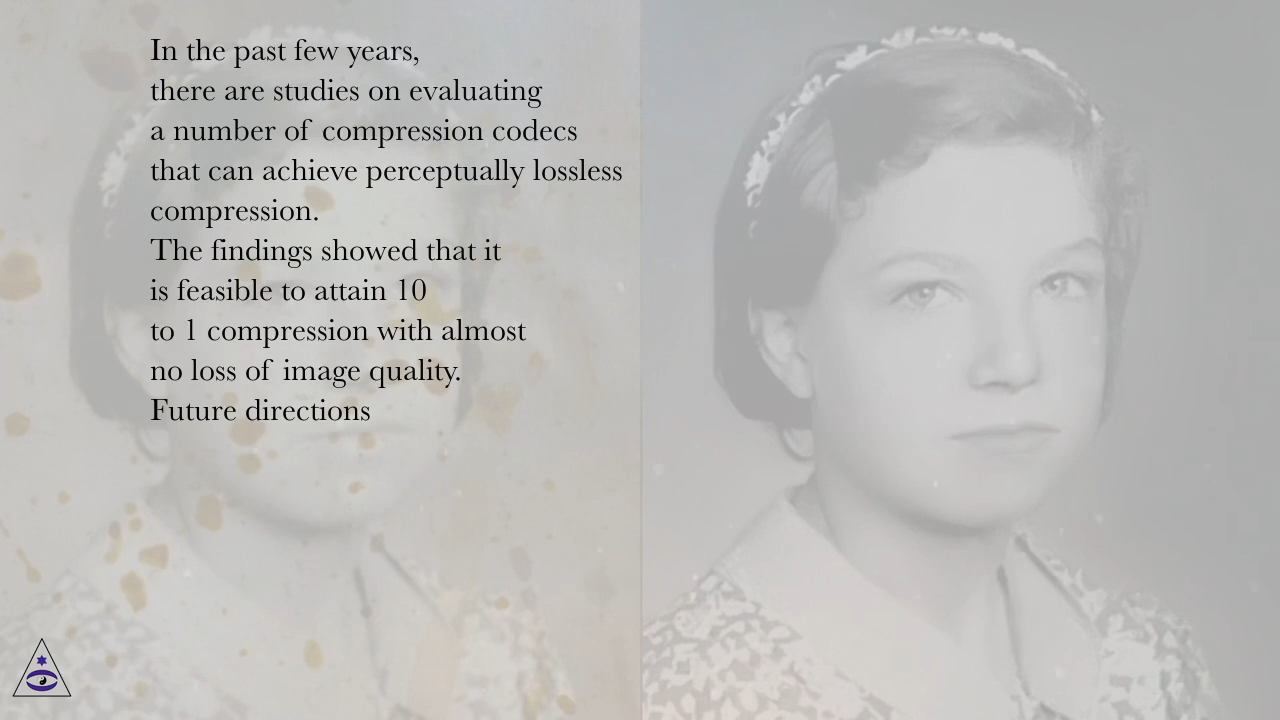 In the past few years,
there are studies on evaluating
a number of compression codecs
that can achieve perceptually lossless
compression.
The findings showed that it
is feasible to attain 10
to 1 compression with almost
no loss of image quality.
Future directions